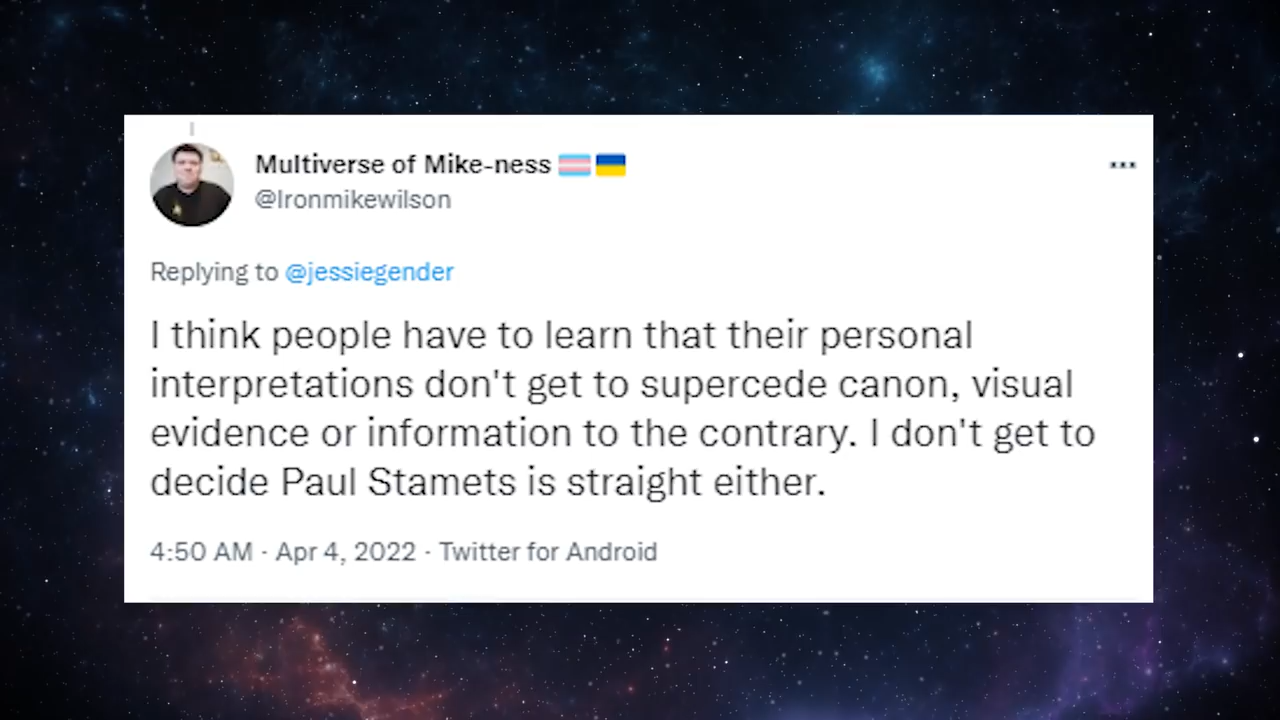 Multiverse of Mike-ness
@Ironmikewilson
Replying to @jessiegender
I think people have to learn that their personal
interpretations don't get to supercede canon, visual
evidence or information to the contrary. I don't get to
decide Paul Stamets is straight either.
4:50 AM · Apr 4, 2022 · Twitter for Android